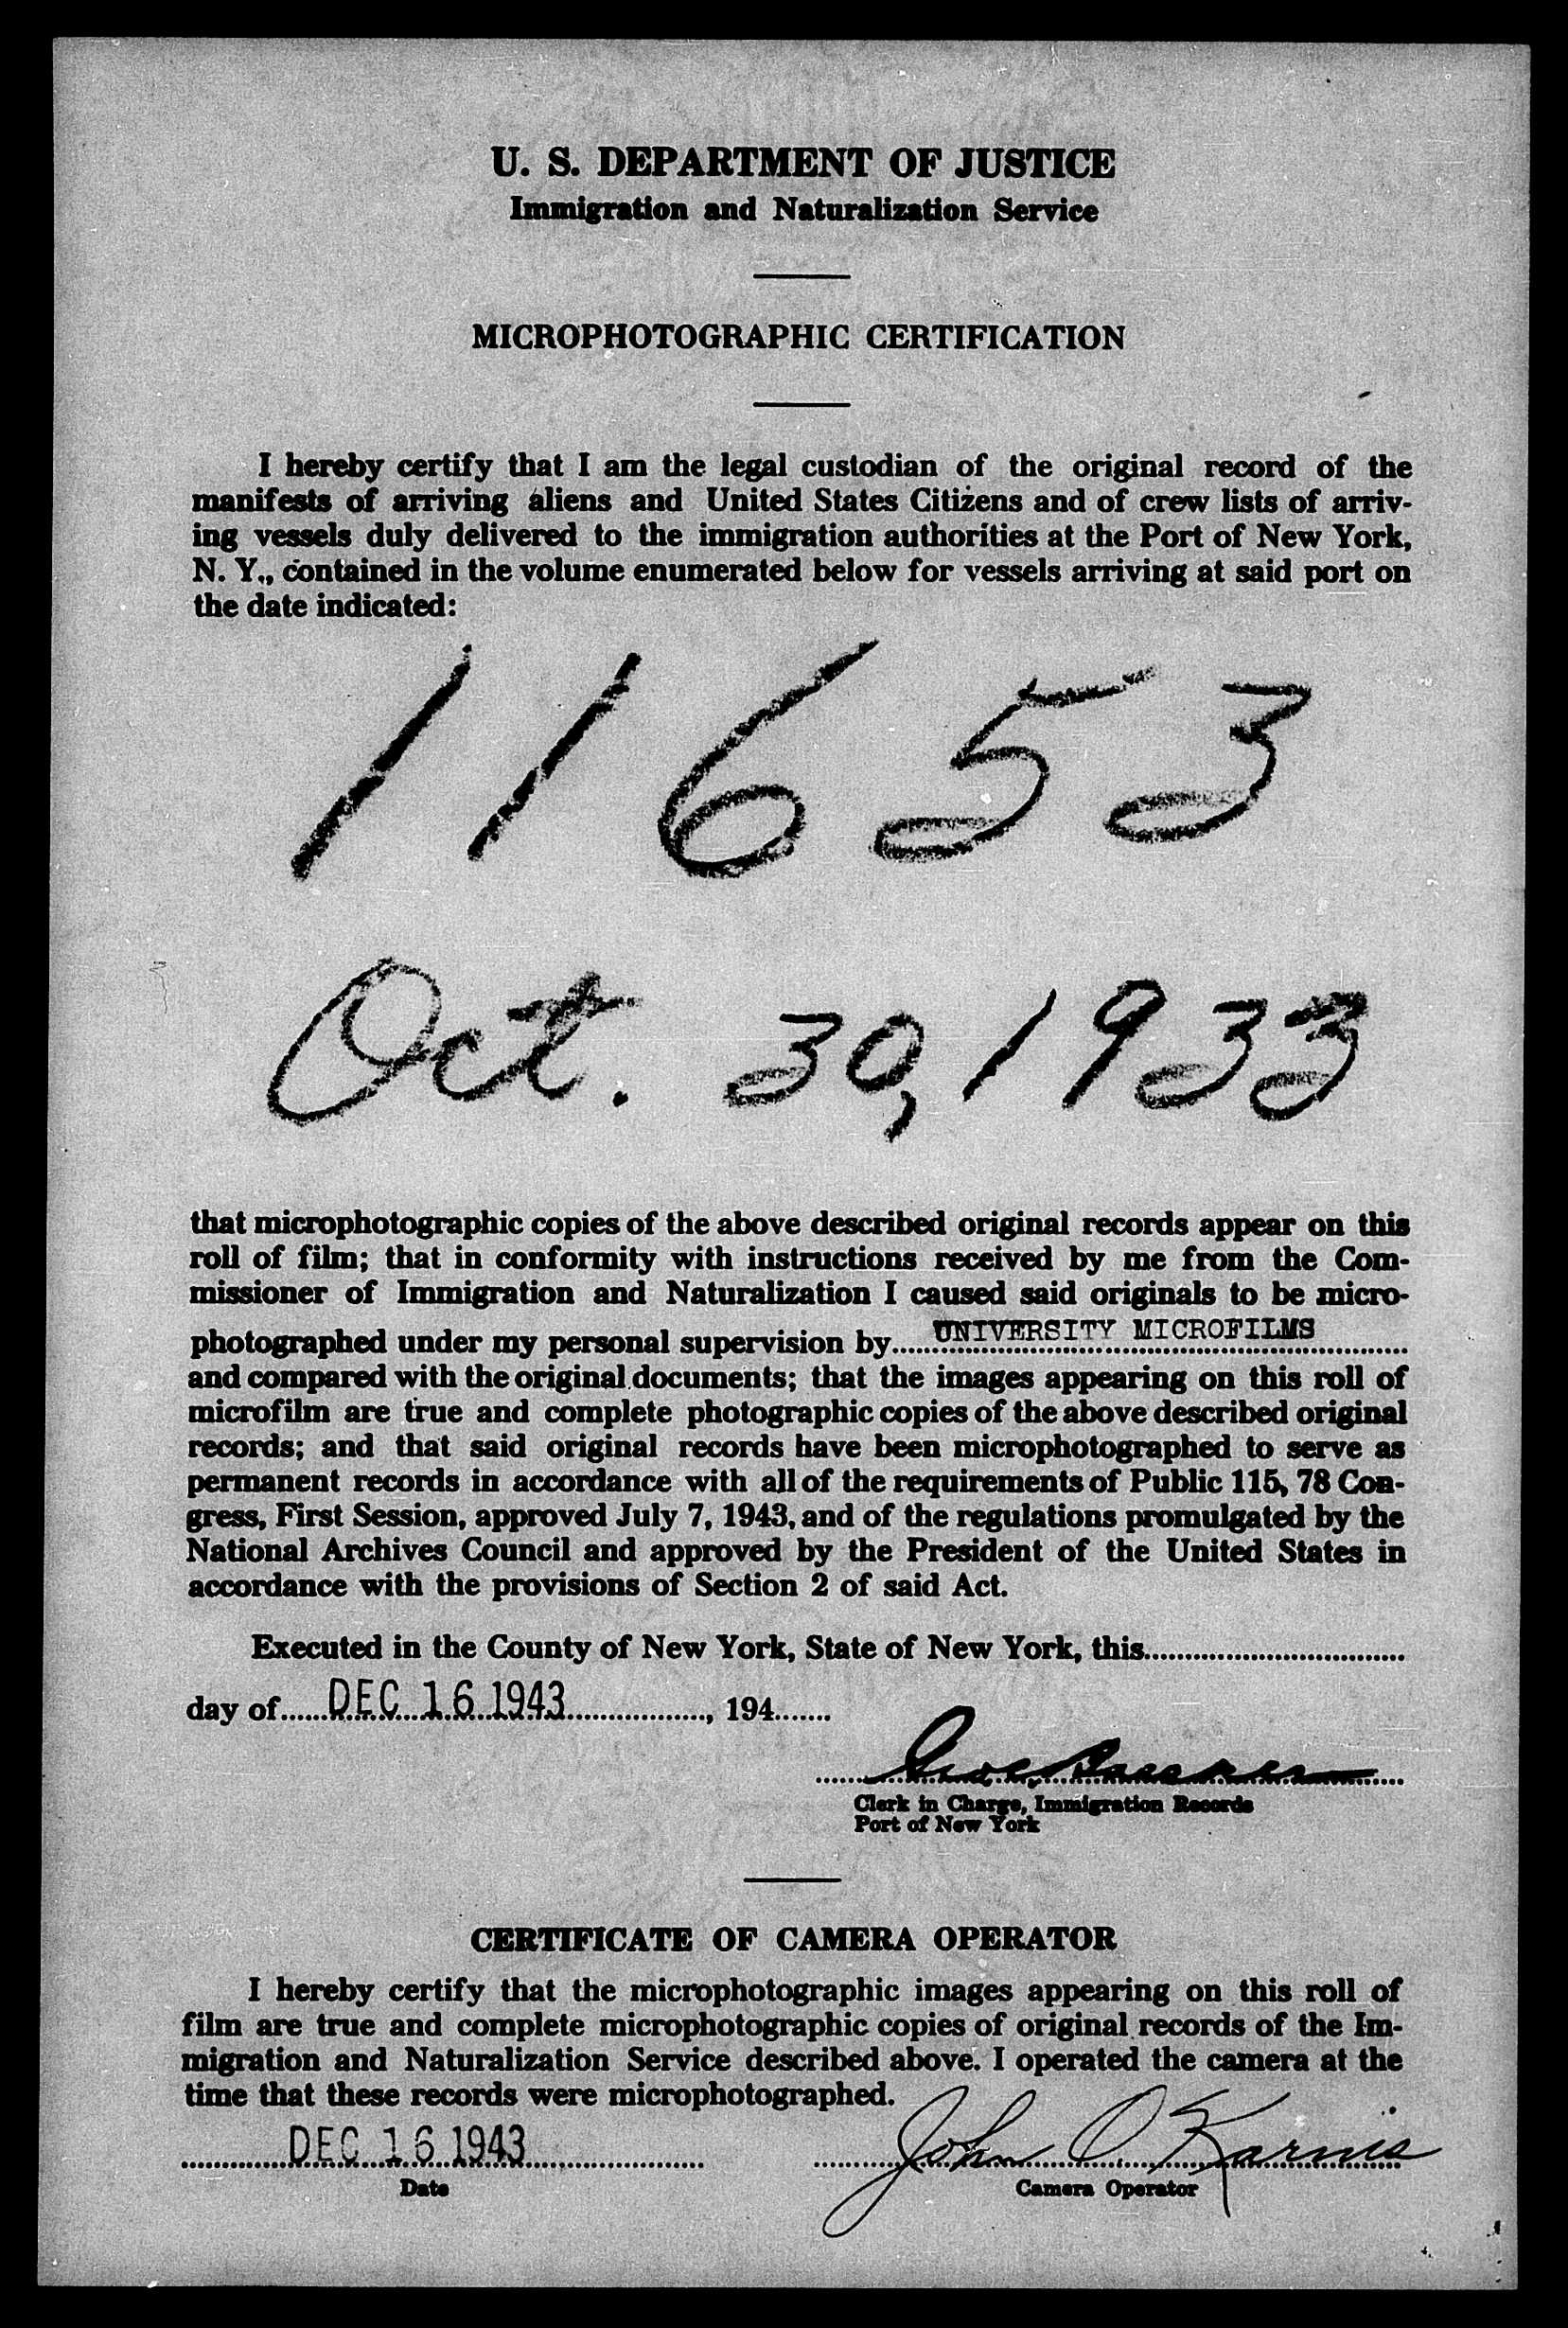 U. S. DEPARTMENT OF JUSTICE
Immigration and Naturalization Service
MICROPHOTOGRAPHIC CERTIFICATION
I hereby certify that I am the legal custodian of the original record of the
manifests of arriving aliens and United States Citizens and of crew lists of arriv-
ing vessels duly delivered to the immigration authorities at the Port of New York,
N. Y., contained in the volume enumerated below for vessels arriving at said port on
the date indicated:
11653
Oct. 30, 1933
that microphotographic copies of the above described original records appear on this
roll of film; that in conformity with instructions received by me from the Com-
missioner of Immigration and Naturalization I caused said originals to be micro-
photographed under my personal supervision by UNIVERSITY MICROFILMS
and compared with the original documents; that the images appearing on this roll of
microfilm are true and complete photographic copies of the above described original
records; and that said original records have been microphotographed to serve as
permanent records in accordance with all of the requirements of Public 115, 78 Con-
gress, First Session, approved July 7, 1943, and of the regulations promulgated by the
National Archives Council and approved by the President of the United States in
accordance with the provisions of Section 2 of said Act.
Executed in the County of New York, State of New York, this
day of DEC 16 1943, 194
Clerk in Charge, Immigration Records
Port of New York
CERTIFICATE OF CAMERA OPERATOR
I hereby certify that the microphotographic images appearing on this roll of
film are true and complete microphotographic copies of original records of the Im-
migration and Naturalization Service described above. I operated the camera at the
time that these records were microphotographed.
DEC 16 1943 John O Karnis
Date Camera Operator